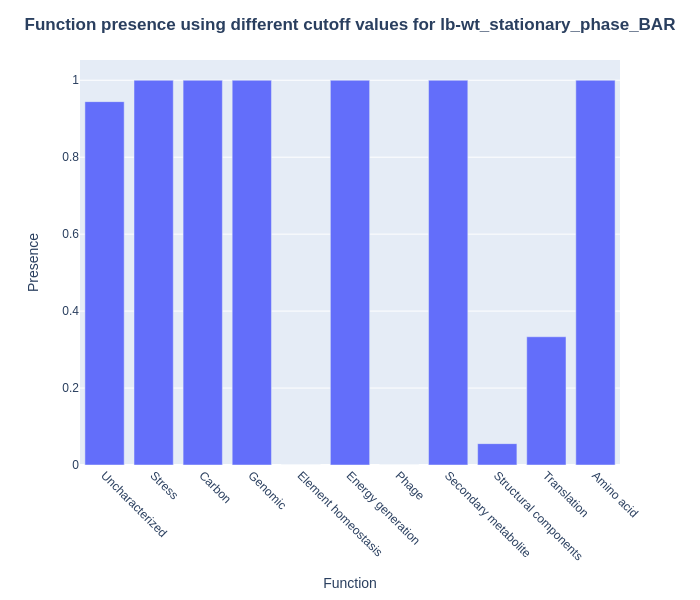 Function presence using different cutoff values for lb-wt_stationary_phase_BAR
1
0.8
0.6
0.4
0.2
0
Presence
Uncharacterized
Stress
Carbon
Genomic
Element homeostasis
Energy generation
Phage
Secondary metabolite
Structural components
Translation
Amino acid
Function